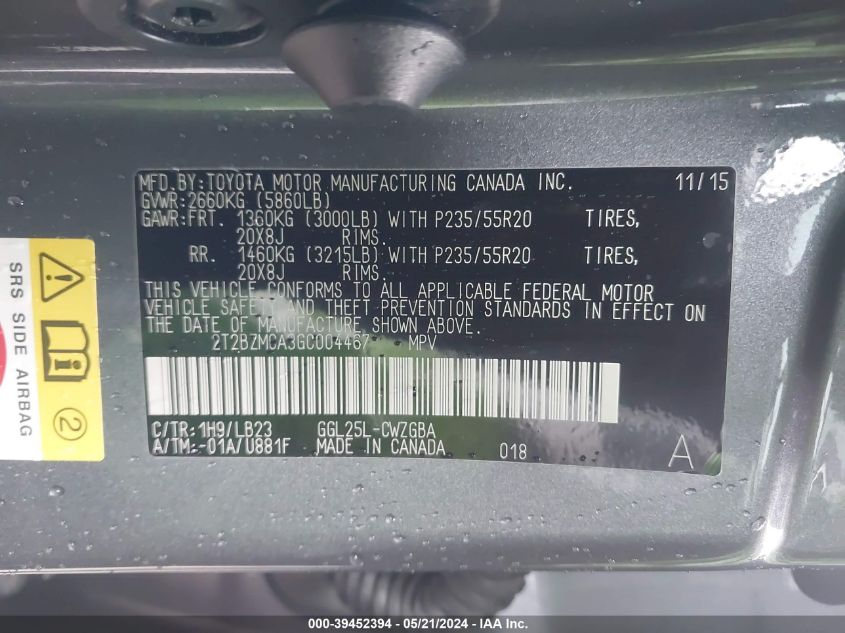 MFD.BY:TOYOTA MOTOR MANUFACTURING CANADA INC. 11/15
GVWR:2660KG (5860LB)
GAWR:FRT. 1360KG (3000LB) WITH P235/55R20 TIRES,
20X8J RIMS.
RR. 1460KG (3215LB) WITH P235/55R20 TIRES,
20X8J RIMS.
THIS VEHICLE CONFORMS TO ALL APPLICABLE FEDERAL MOTOR
VEHICLE SAFETY AND THEFT PREVENTION STANDARDS IN EFFECT ON
THE DATE OF MANUFACTURE SHOWN ABOVE.
2T2BZMCA3GC004467 MPV
C/TR:1H9/LB23 GGL25L-CWZGBA
A/TM:-01A/U881F MADE IN CANADA 018 A
SRS SIDE AIRBAG
i
2
000-39452394 - 05/21/2024 - © IAA Inc.